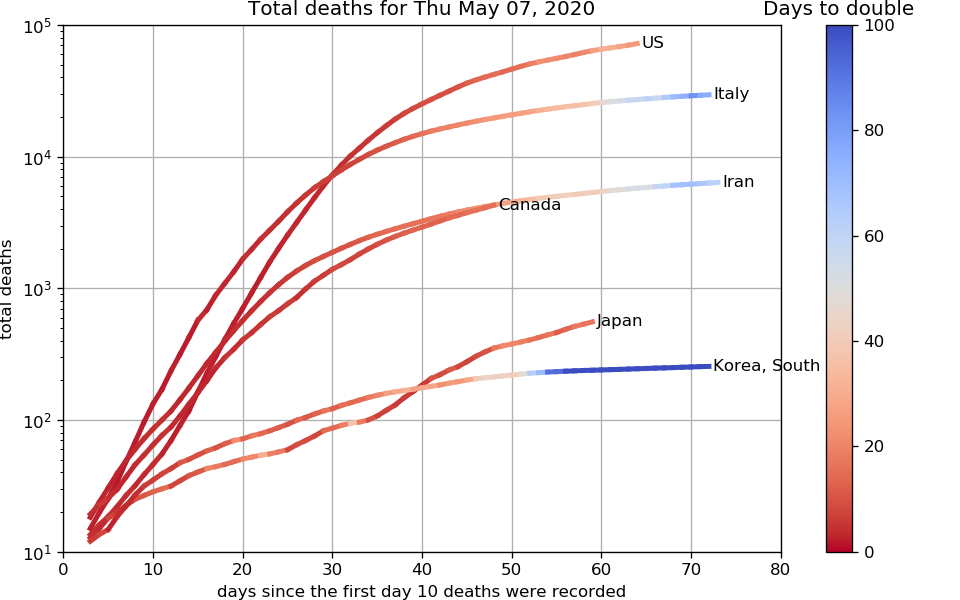 Total deaths for Thu May 07, 2020
Days to double
10⁵
10⁴
10³
10²
10¹
total deaths
US
Italy
Iran
Canada
Japan
Korea, South
0 10 20 30 40 50 60 70 80
days since the first day 10 deaths were recorded
100
80
60
40
20
0